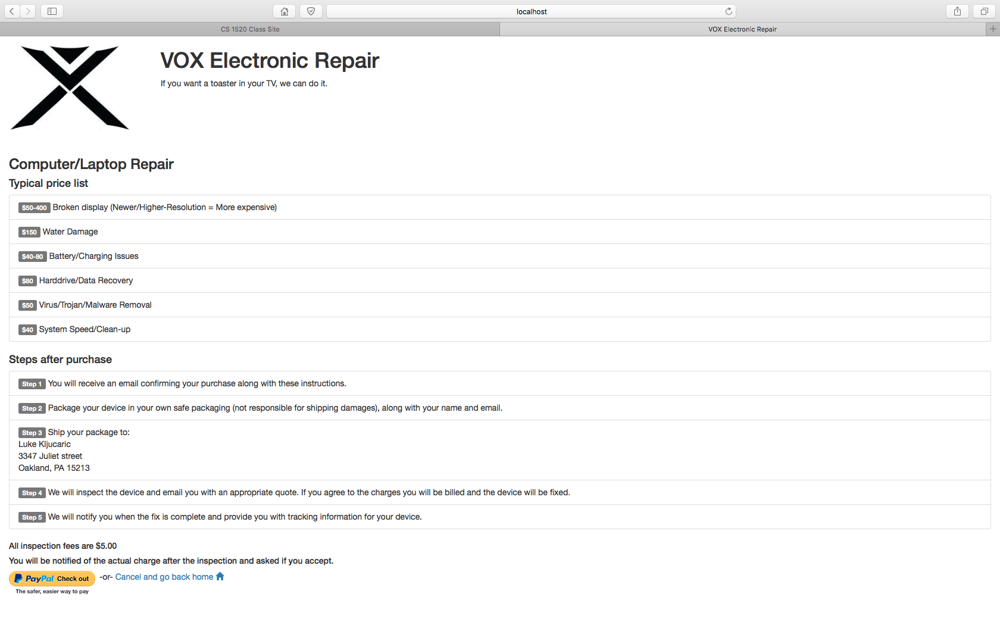 localhost
CS 1520 Class Site
VOX Electronic Repair
VOX Electronic Repair
If you want a toaster in your TV, we can do it.
Computer/Laptop Repair
Typical price list
$50-400 Broken display (Newer/Higher-Resolution = More expensive)
$150 Water Damage
$40-80 Battery/Charging Issues
$80 Harddrive/Data Recovery
$50 Virus/Trojan/Malware Removal
$40 System Speed/Clean-up
Steps after purchase
Step 1 You will receive an email confirming your purchase along with these instructions.
Step 2 Package your device in your own safe packaging (not responsible for shipping damages), along with your name and email.
Step 3 Ship your package to:
Luke Kljucaric
3347 Juliet street
Oakland, PA 15213
Step 4 We will inspect the device and email you with an appropriate quote. If you agree to the charges you will be billed and the device will be fixed.
Step 5 We will notify you when the fix is complete and provide you with tracking information for your device.
All inspection fees are $5.00
You will be notified of the actual charge after the inspection and asked if you accept.
PayPal Check out -or- Cancel and go back home
The safer, easier way to pay